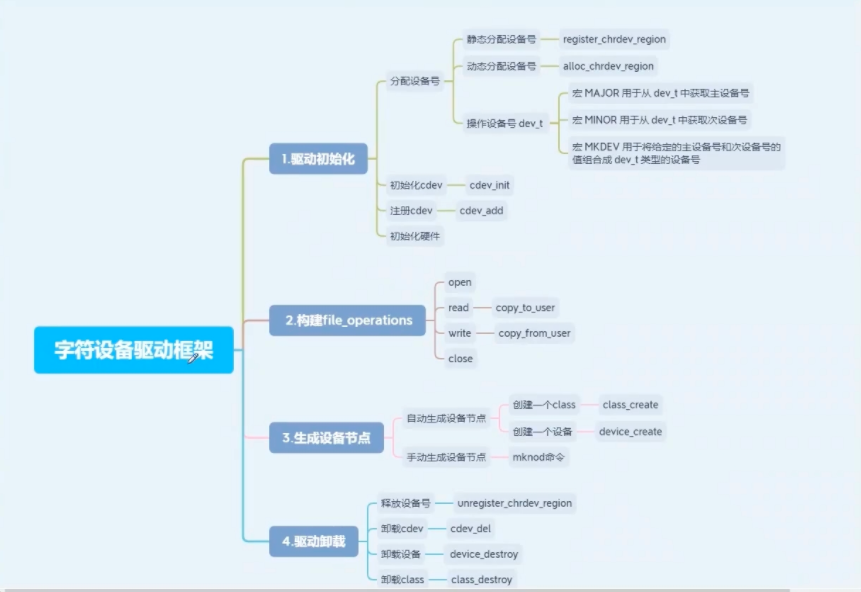 字符设备驱动框架
1.驱动初始化
分配设备号
静态分配设备号
register_chrdev_region
动态分配设备号
alloc_chrdev_region
操作设备号 dev_t
宏 MAJOR 用于从 dev_t 中获取主设备号
宏 MINOR 用于从 dev_t 中获取次设备号
宏 MKDEV 用于将给定的主设备号和次设备号的
值组合成 dev_t 类型的设备号
初始化cdev
cdev_init
注册cdev
cdev_add
初始化硬件
2.构建file_operations
open
read
copy_to_user
write
copy_from_user
close
3.生成设备节点
自动生成设备节点
创建一个class
class_create
创建一个设备
device_create
手动生成设备节点
mknod命令
4.驱动卸载
释放设备号
unregister_chrdev_region
卸载cdev
cdev_del
卸载设备
device_destroy
卸载class
class_destroy